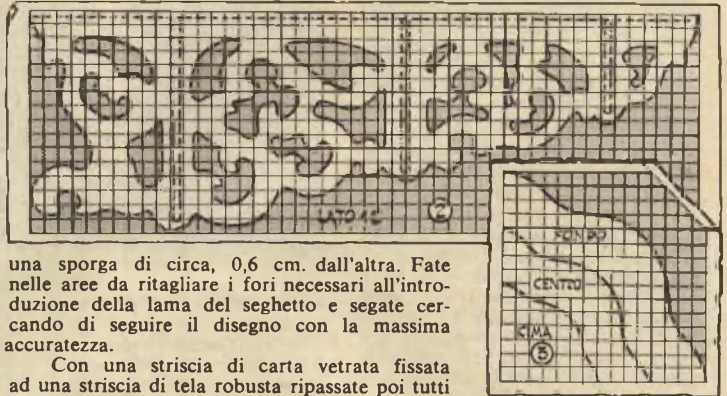 LATO 1C
2
FONDO
CENTRO
CIMA
3
una sporga di circa, 0,6 cm. dall'altra. Fate
nelle aree da ritagliare i fori necessari all'intro-
duzione della lama del seghetto e segate cer-
cando di seguire il disegno con la massima
accuratezza.
Con una striscia di carta vetrata fissata
ad una striscia di tela robusta ripassate poi tutti